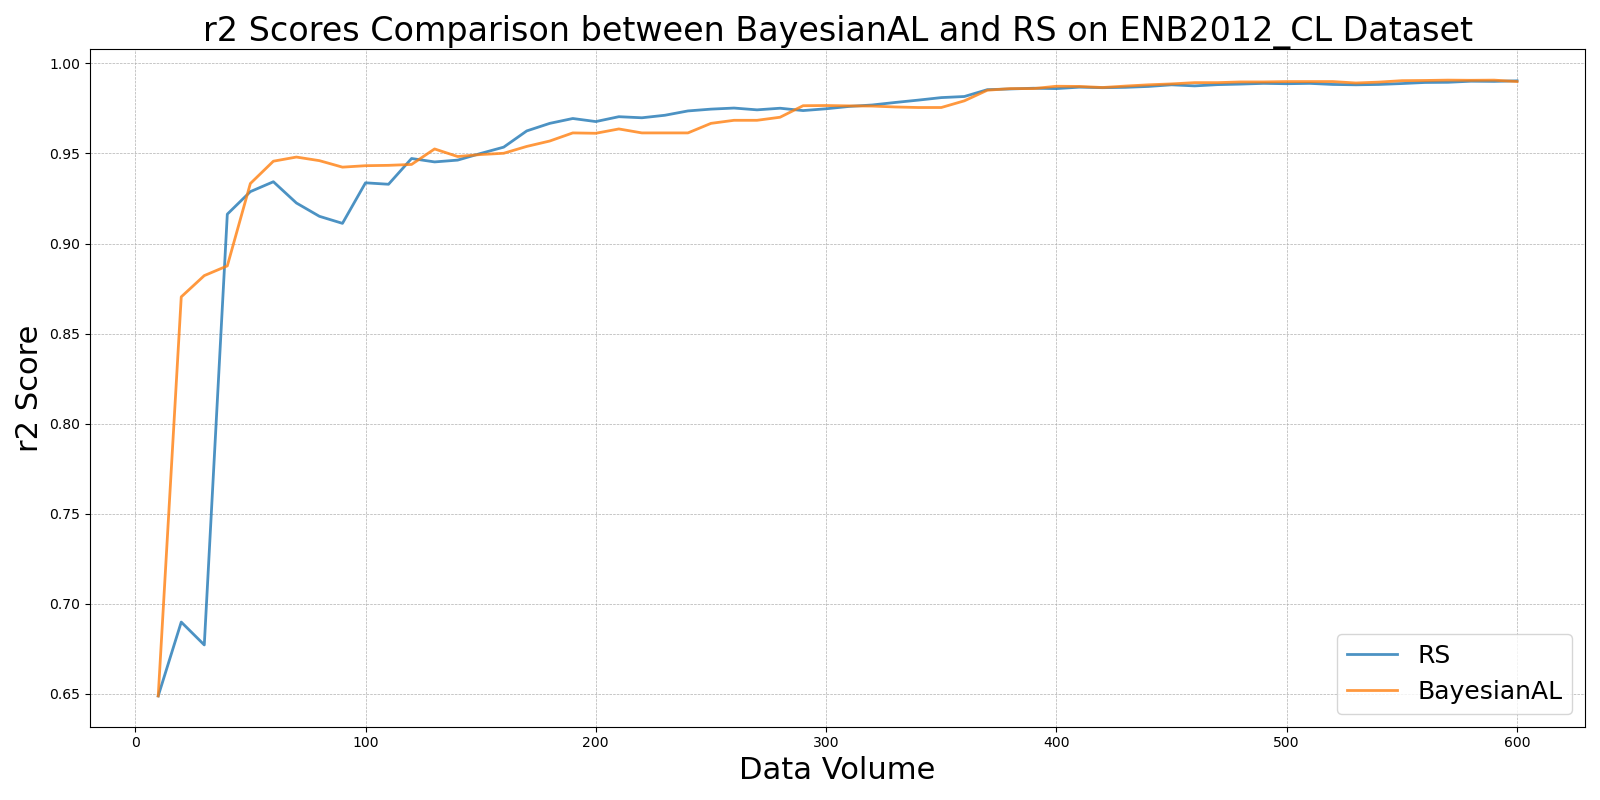 r2 Scores Comparison between BayesianAL and RS on ENB2012_CL Dataset
r2 Score
1.00
0.95
0.90
0.85
0.80
0.75
0.70
0.65
RS
BayesianAL
0 100 200 300 400 500 600
Data Volume